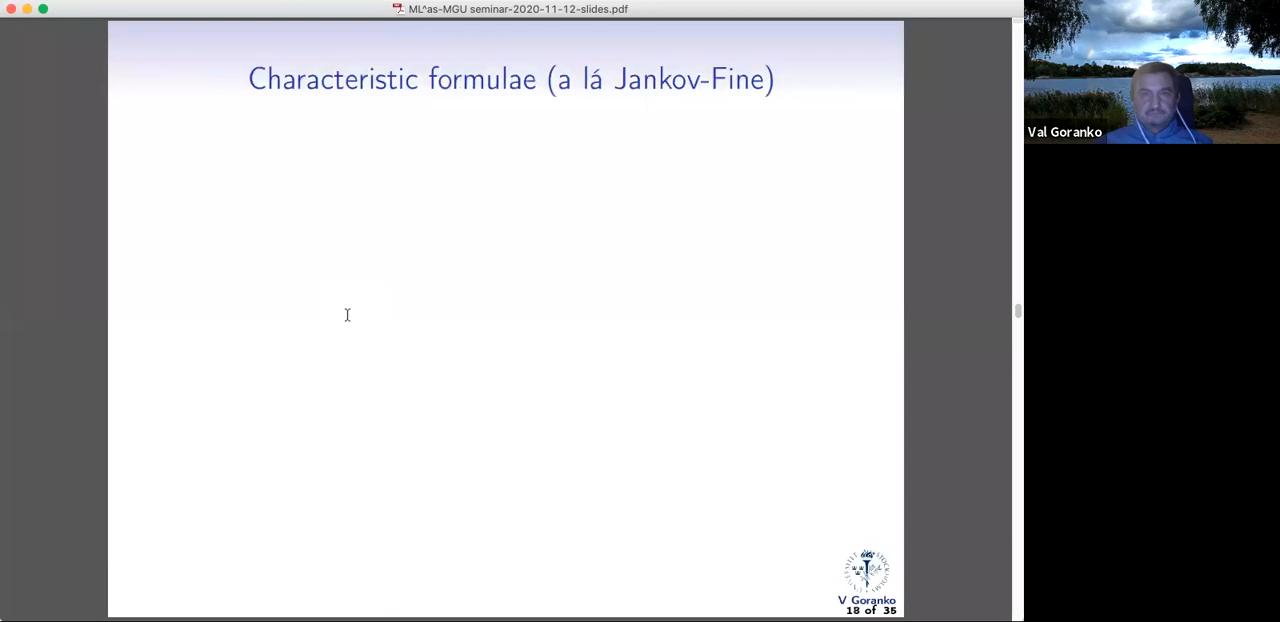 ML^as-MGU seminar-2020-11-12-slides.pdf
Characteristic formulae (a lá Jankov-Fine)
Val Goranko
V Goranko
18 of 35